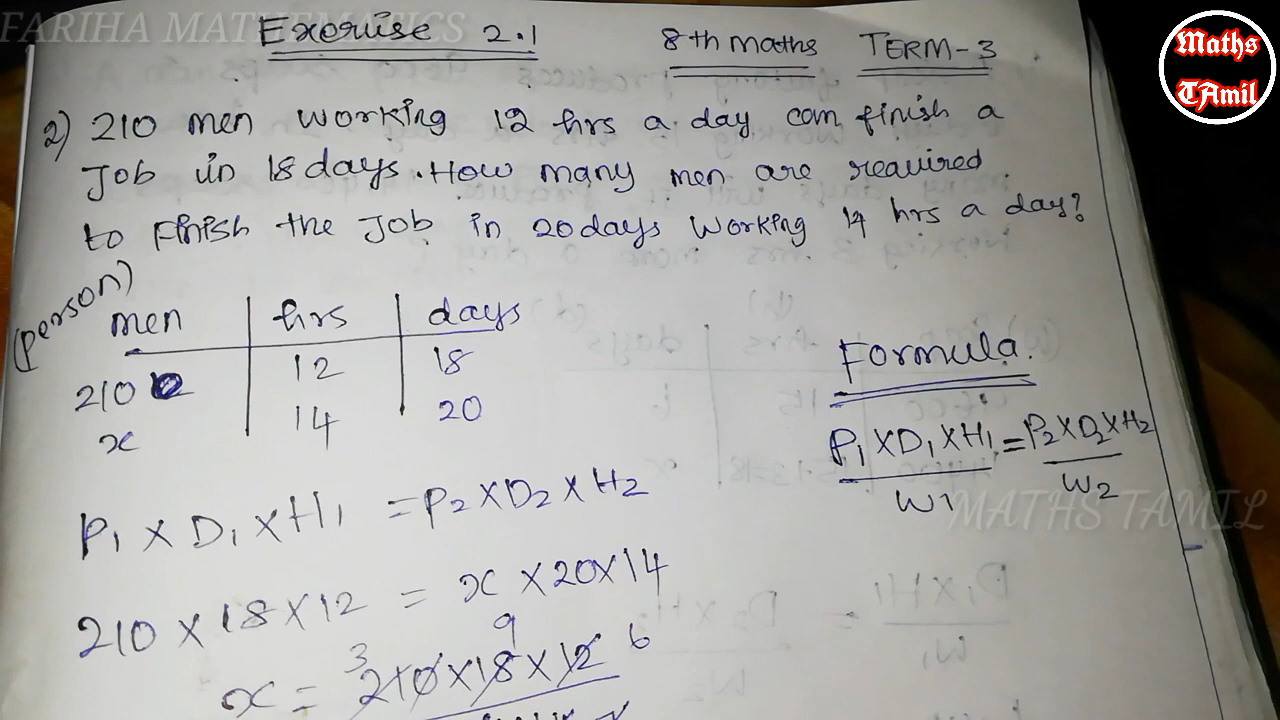 FARIHA MATHEMATICS
Exercise 2.1 8th maths TERM-3
Maths
TAmil
2) 210 men working 12 hrs a day can finish a
Job in 18 days. How many men are required
to Finish the Job in 20 days working 14 hrs a day?
(person)
men hrs days
210 12 18
x 14 20
Formula.
P₁ X D₁ X H₁ = P₂ X D₂ X H₂
W₁ W₂
MATHS TAMIL
P₁ X D₁ X H₁ = P₂ X D₂ X H₂
210 X 18 X 12 = x X 20 X 14
3 9 6
x = 210 X 18 X 12